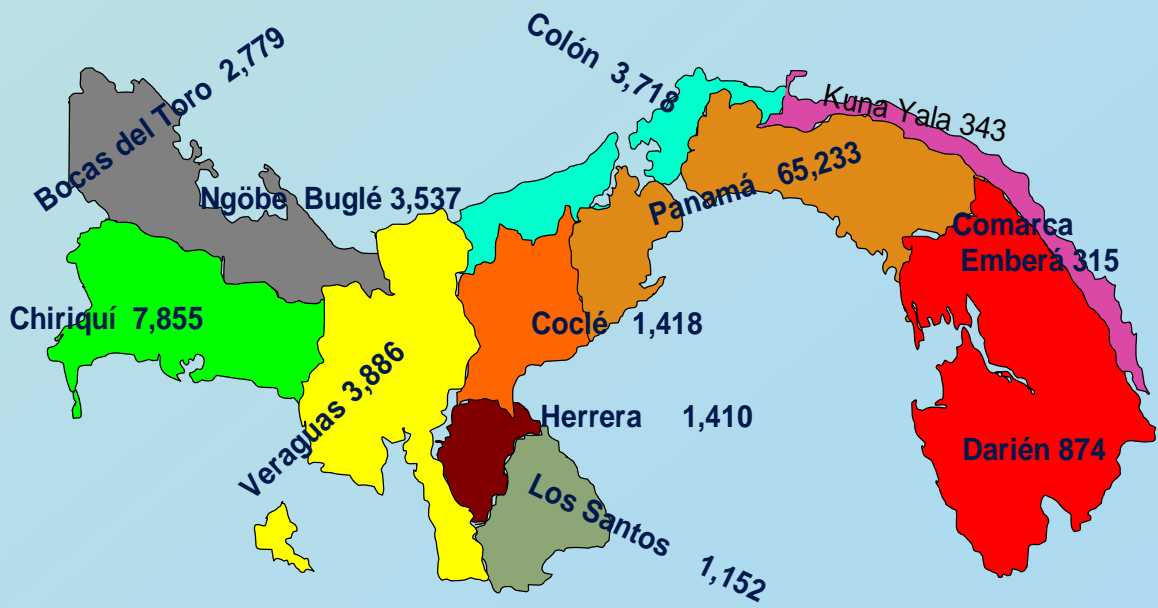 Bocas del Toro 2,779
Colón 3,718
Kuna Yala 343
Ngöbe Buglé 3,537
Panamá 65,233
Comarca
Emberá 315
Chiriquí 7,855
Coclé 1,418
Veraguas 3,886
Herrera 1,410
Darién 874
Los Santos 1,152